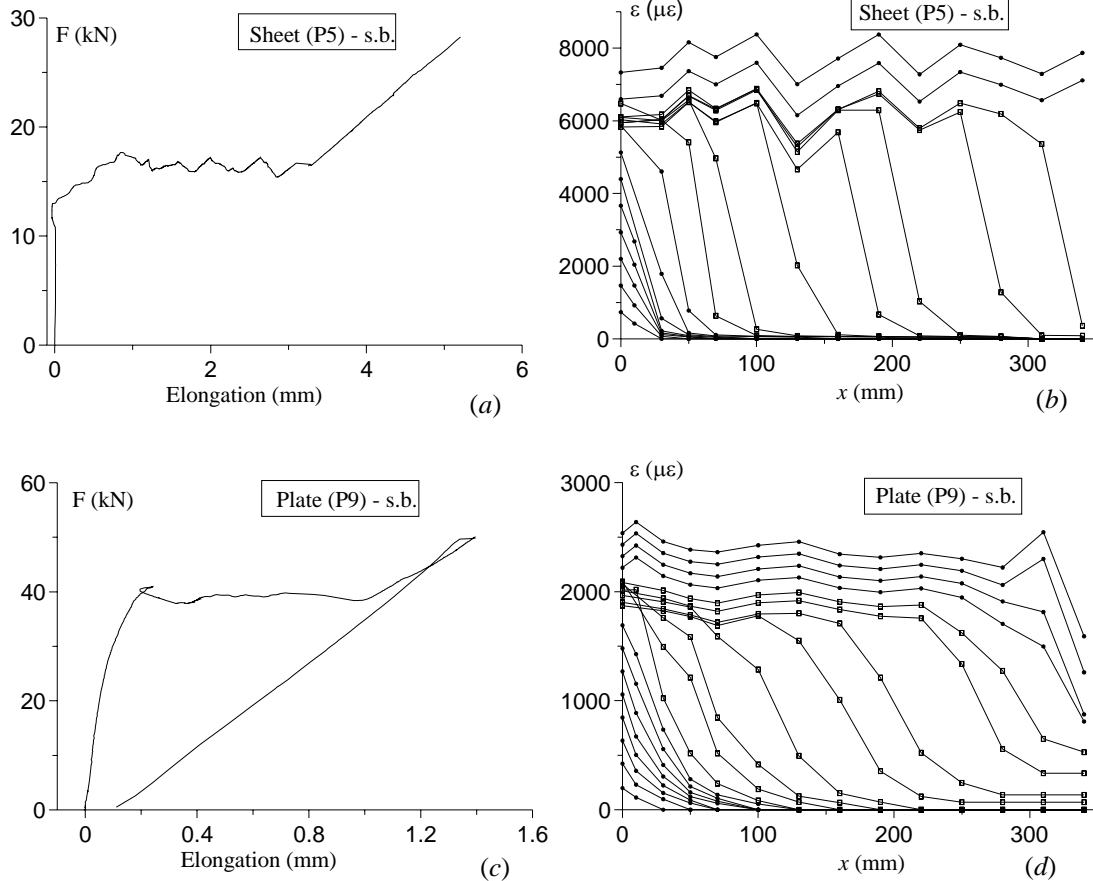 F (kN)
Sheet (P5) - s.b.
30
20
10
0
0 2 4 6
Elongation (mm)
(a)
ε (με)
Sheet (P5) - s.b.
8000
6000
4000
2000
0
0 100 200 300
x (mm)
(b)
F (kN)
Plate (P9) - s.b.
60
40
20
0
0 0.4 0.8 1.2 1.6
Elongation (mm)
(c)
ε (με)
Plate (P9) - s.b.
3000
2000
1000
0
0 100 200 300
x (mm)
(d)